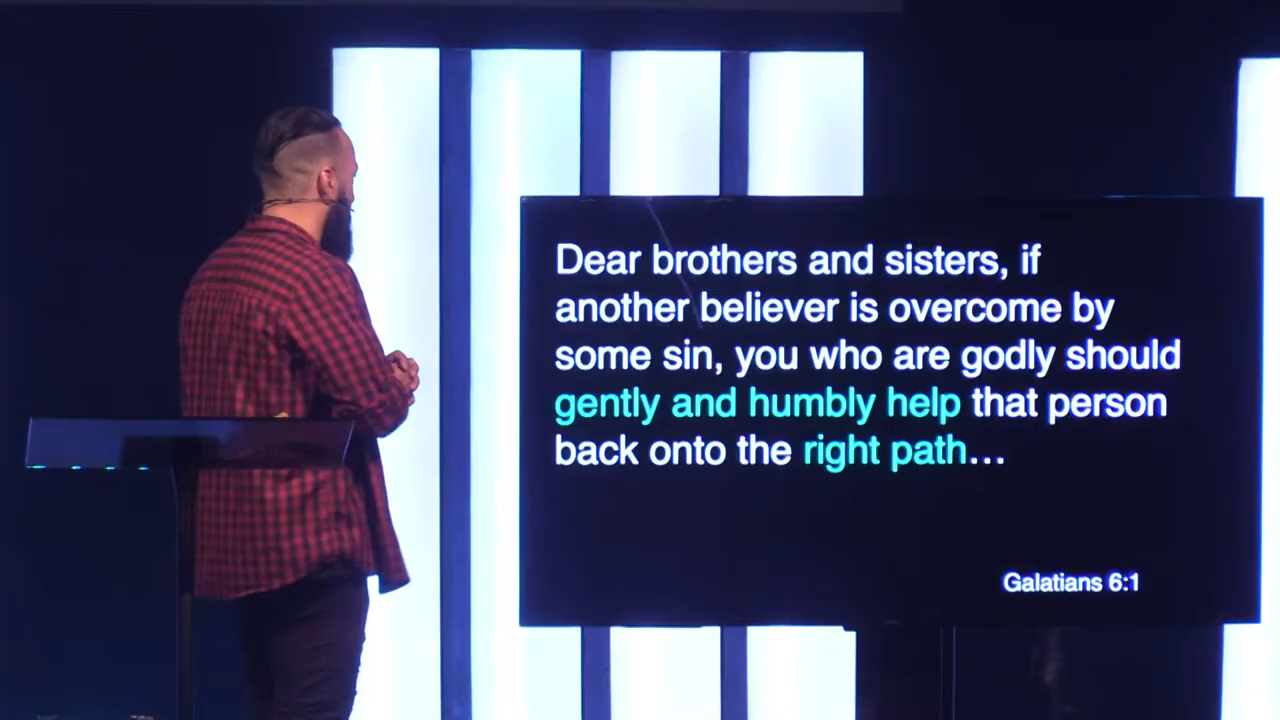 Dear brothers and sisters, if
another believer is overcome by
some sin, you who are godly should
gently and humbly help that person
back onto the right path...
Galatians 6:1